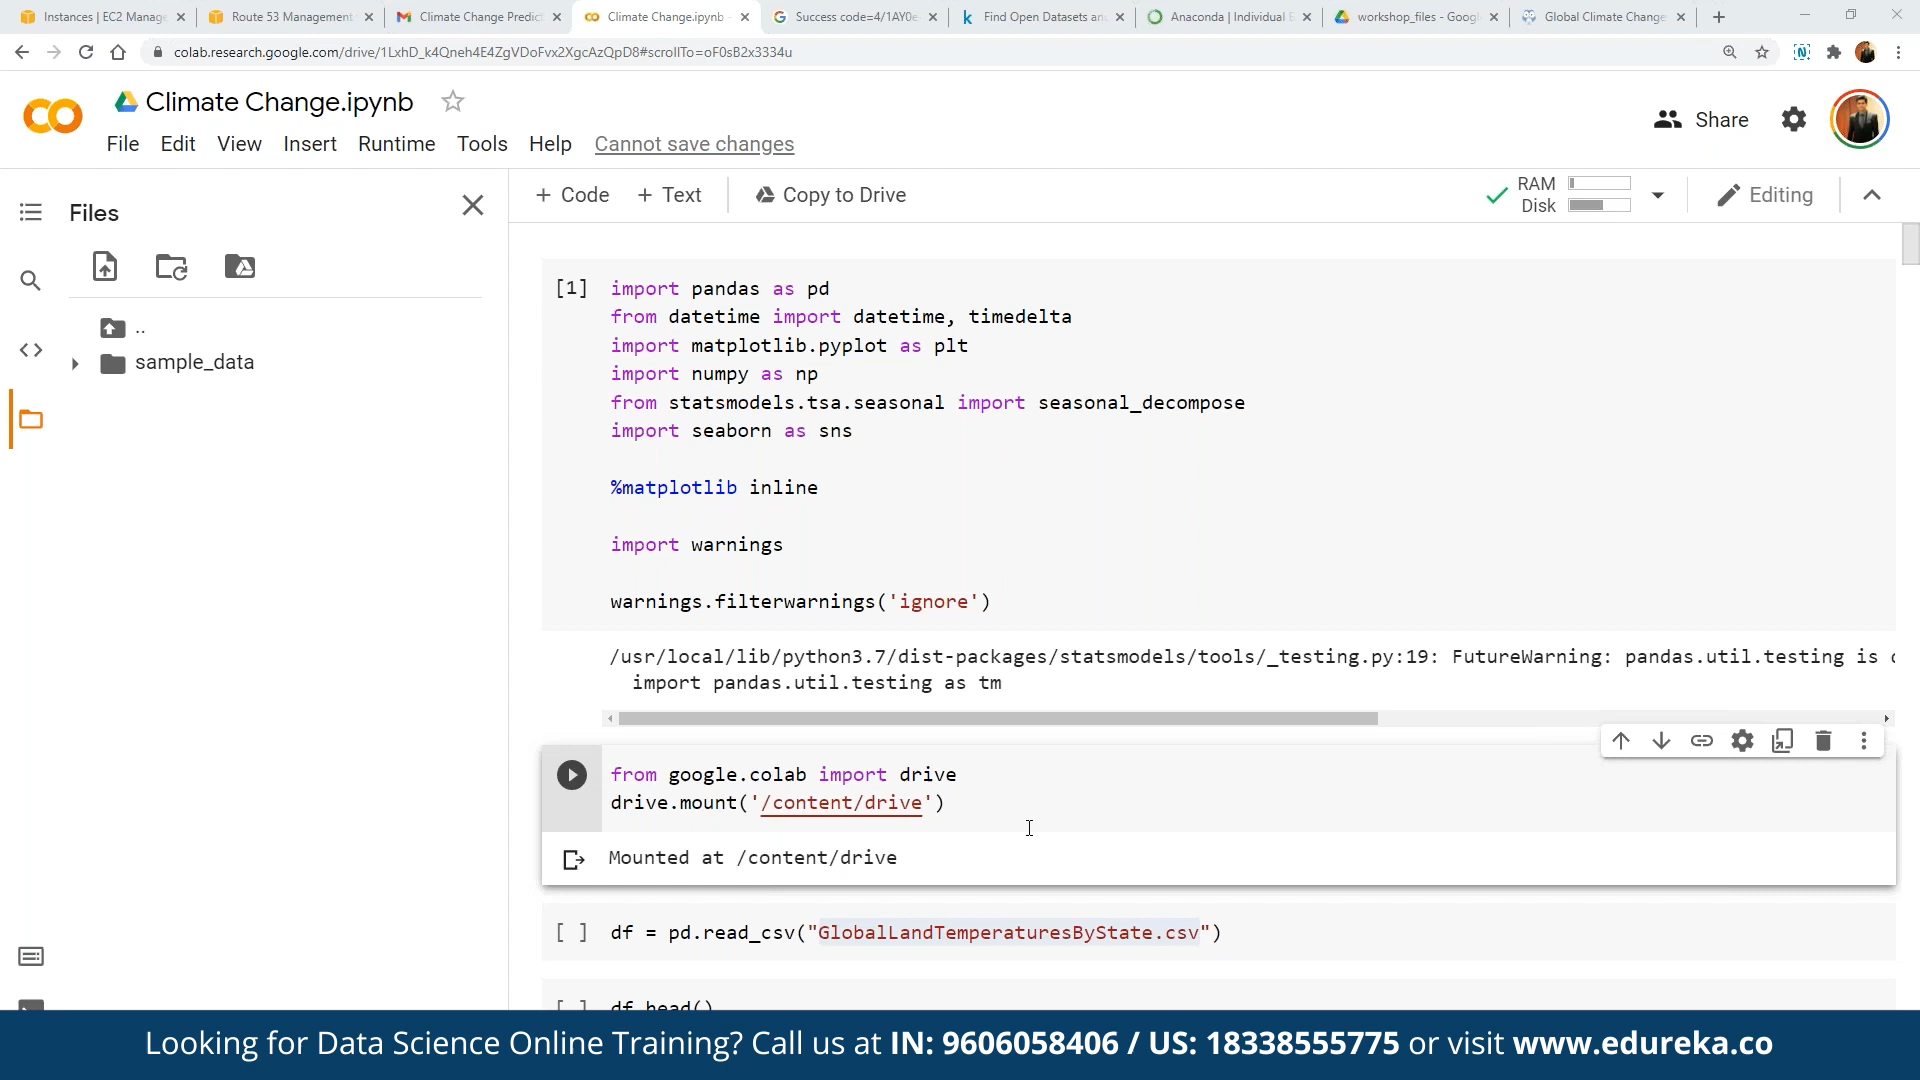 Instances | EC2 Manage
Route 53 Management
Climate Change Predict
Climate Change.ipynb -
Success code=4/1AY0e
Find Open Datasets an
Anaconda | Individual E
workshop_files - Googl
Global Climate Change
colab.research.google.com/drive/1LxhD_k4Qneh4E4ZgVDoFvx2XgcAzQpD8#scrollTo=oF0sB2x3334u
Climate Change.ipynb
Share
File Edit View Insert Runtime Tools Help Cannot save changes
Files
+ Code + Text Copy to Drive
RAM
Disk
Editing
..
sample_data
[1] import pandas as pd
from datetime import datetime, timedelta
import matplotlib.pyplot as plt
import numpy as np
from statsmodels.tsa.seasonal import seasonal_decompose
import seaborn as sns
%matplotlib inline
import warnings
warnings.filterwarnings('ignore')
/usr/local/lib/python3.7/dist-packages/statsmodels/tools/_testing.py:19: FutureWarning: pandas.util.testing is
import pandas.util.testing as tm
from google.colab import drive
drive.mount('/content/drive')
Mounted at /content/drive
[ ] df = pd.read_csv("GlobalLandTemperaturesByState.csv")
[ ] df.head()
Looking for Data Science Online Training? Call us at IN: 9606058406 / US: 18338555775 or visit www.edureka.co